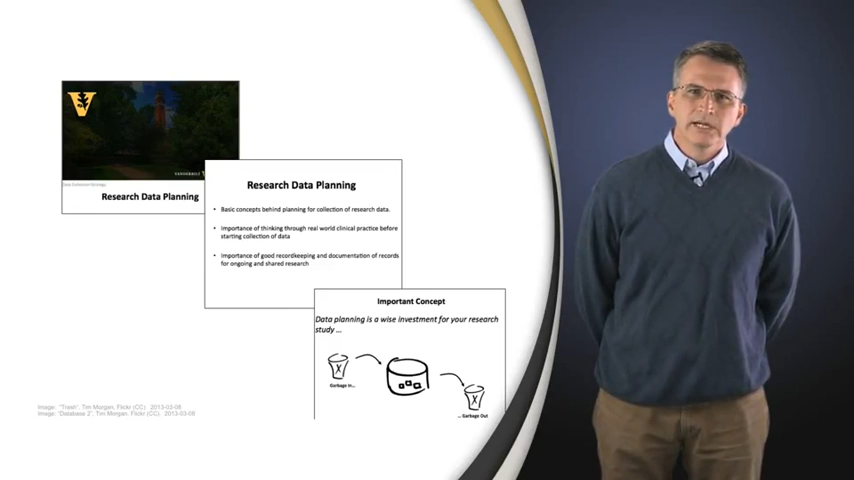 V
VANDERBILT V
Data Collection Strategy
Research Data Planning
Research Data Planning
• Basic concepts behind planning for collection of research data.
• Importance of thinking through real world clinical practice before
starting collection of data
• Importance of good recordkeeping and documentation of records
for ongoing and shared research
Important Concept
Data planning is a wise investment for your research
study ...
X
X
Garbage In...
... Garbage Out
Image: "Trash", Tim Morgan, Flickr (CC) 2013-03-08
Image: "Database 2", Tim Morgan, Flickr (CC) 2013-03-08